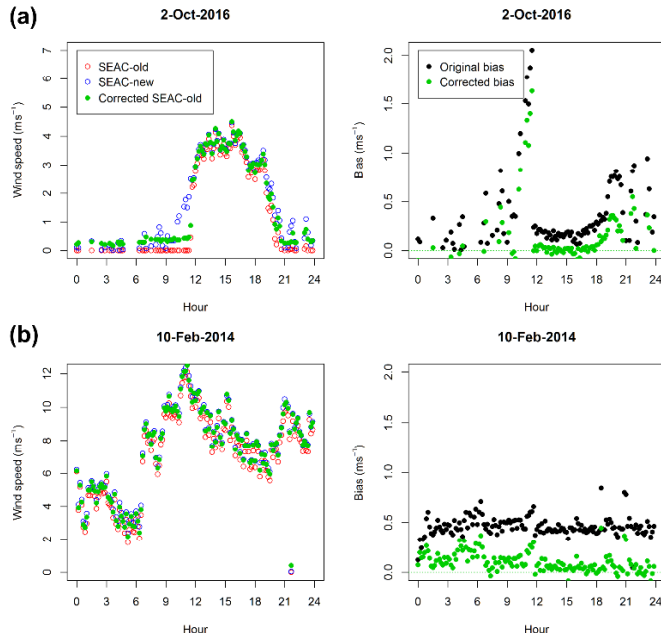 (a)
2-Oct-2016
Wind speed (ms⁻¹)
7
6
5
4
3
2
1
0
SEAC-old
SEAC-new
Corrected SEAC-old
0 3 6 9 12 15 18 21 24
Hour
2-Oct-2016
Bias (ms⁻¹)
2.0
1.5
1.0
0.5
0.0
Original bias
Corrected bias
0 3 6 9 12 15 18 21 24
Hour
(b)
10-Feb-2014
Wind speed (ms⁻¹)
12
10
8
6
4
2
0
0 3 6 9 12 15 18 21 24
Hour
10-Feb-2014
Bias (ms⁻¹)
2.0
1.5
1.0
0.5
0.0
0 3 6 9 12 15 18 21 24
Hour